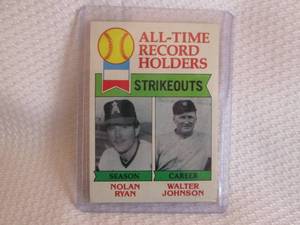 ALL-TIME
RECORD
HOLDERS
STRIKEOUTS
SEASON
CAREER
NOLAN
RYAN
WALTER
JOHNSON